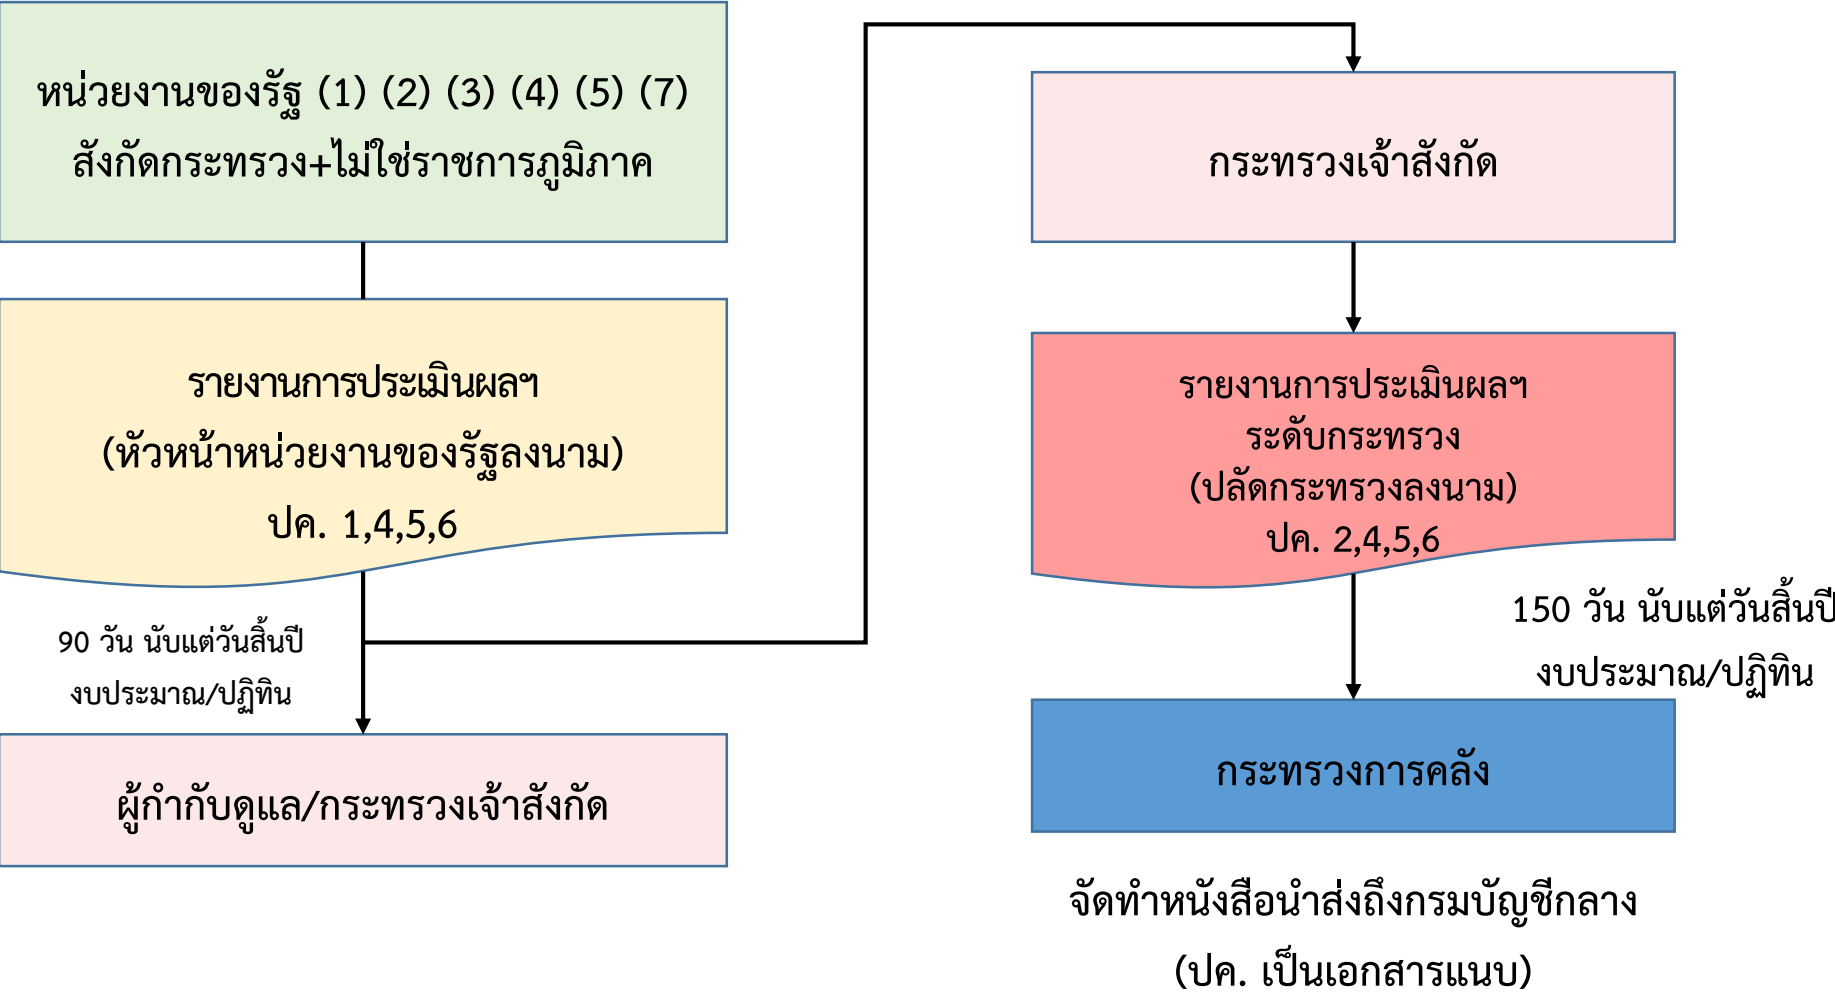 หน่วยงานของรัฐ (1) (2) (3) (4) (5) (7)
สังกัดกระทรวง+ไม่ใช่ราชการภูมิภาค
รายงานการประเมินผลฯ
(หัวหน้าหน่วยงานของรัฐลงนาม)
ปค. 1,4,5,6
90 วัน นับแต่วันสิ้นปี
งบประมาณ/ปฏิทิน
ผู้กำกับดูแล/กระทรวงเจ้าสังกัด
กระทรวงเจ้าสังกัด
รายงานการประเมินผลฯ
ระดับกระทรวง
(ปลัดกระทรวงลงนาม)
ปค. 2,4,5,6
150 วัน นับแต่วันสิ้นปี
งบประมาณ/ปฏิทิน
กระทรวงการคลัง
จัดทำหนังสือนำส่งถึงกรมบัญชีกลาง
(ปค. เป็นเอกสารแนบ)